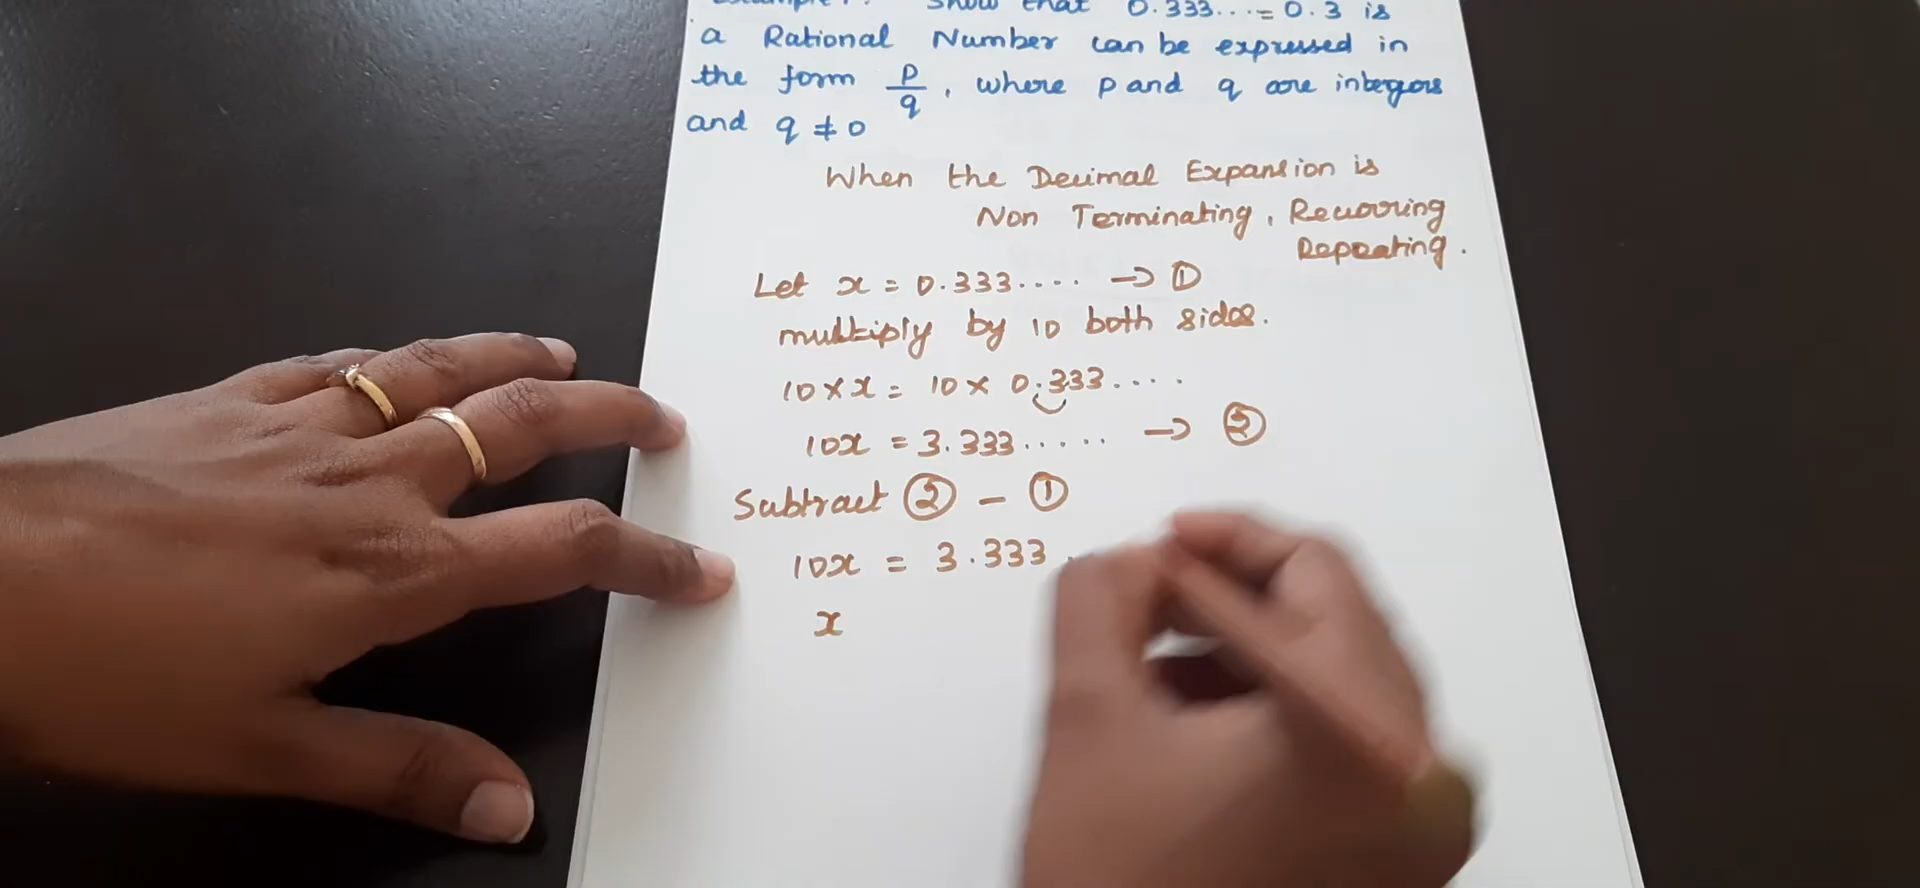 Show that 0.333... = 0.3 is
a Rational Number can be expressed in
the form p/q, where p and q are integers
and q ≠ 0
When the Decimal Expansion is
Non Terminating, Recurring
Repeating.
Let x = 0.333.... → ①
multiply by 10 both sides.
10 × x = 10 × 0.333....
10x = 3.333..... → ②
Subtract ② - ①
10x = 3.333..
x